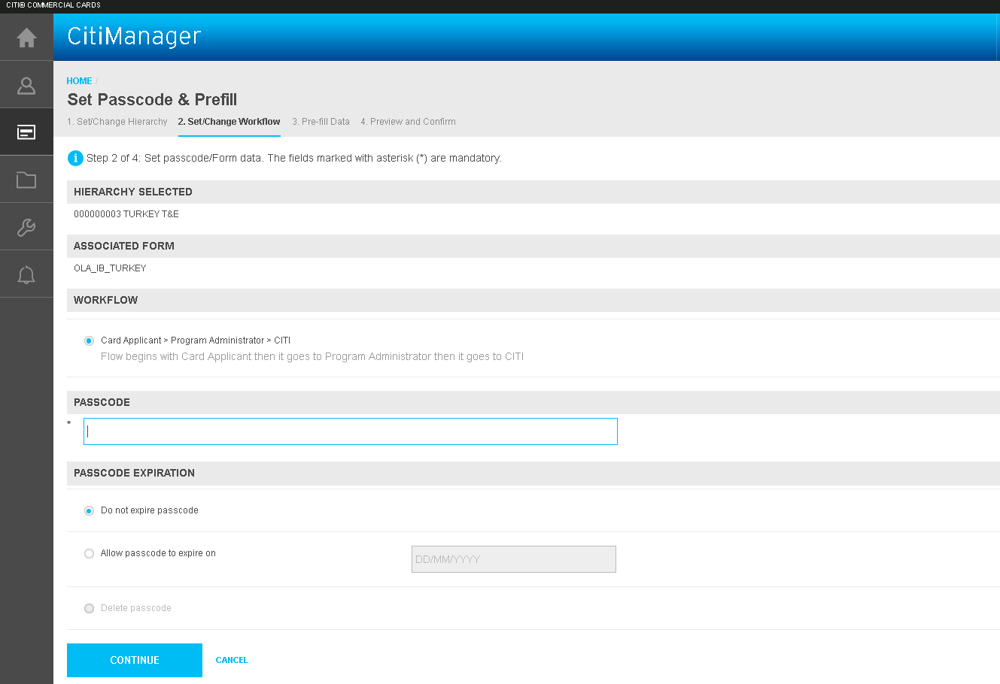 CITI® COMMERCIAL CARDS
CitiManager
HOME /
Set Passcode & Prefill
1. Set/Change Hierarchy 2. Set/Change Workflow 3. Pre-fill Data 4. Preview and Confirm
i Step 2 of 4: Set passcode/Form data. The fields marked with asterisk (*) are mandatory.
HIERARCHY SELECTED
000000003 TURKEY T&E
ASSOCIATED FORM
OLA_IB_TURKEY
WORKFLOW
Card Applicant > Program Administrator > CITI
Flow begins with Card Applicant then it goes to Program Administrator then it goes to CITI
PASSCODE
*
PASSCODE EXPIRATION
Do not expire passcode
Allow passcode to expire on DD/MM/YYYY
Delete passcode
CONTINUE CANCEL